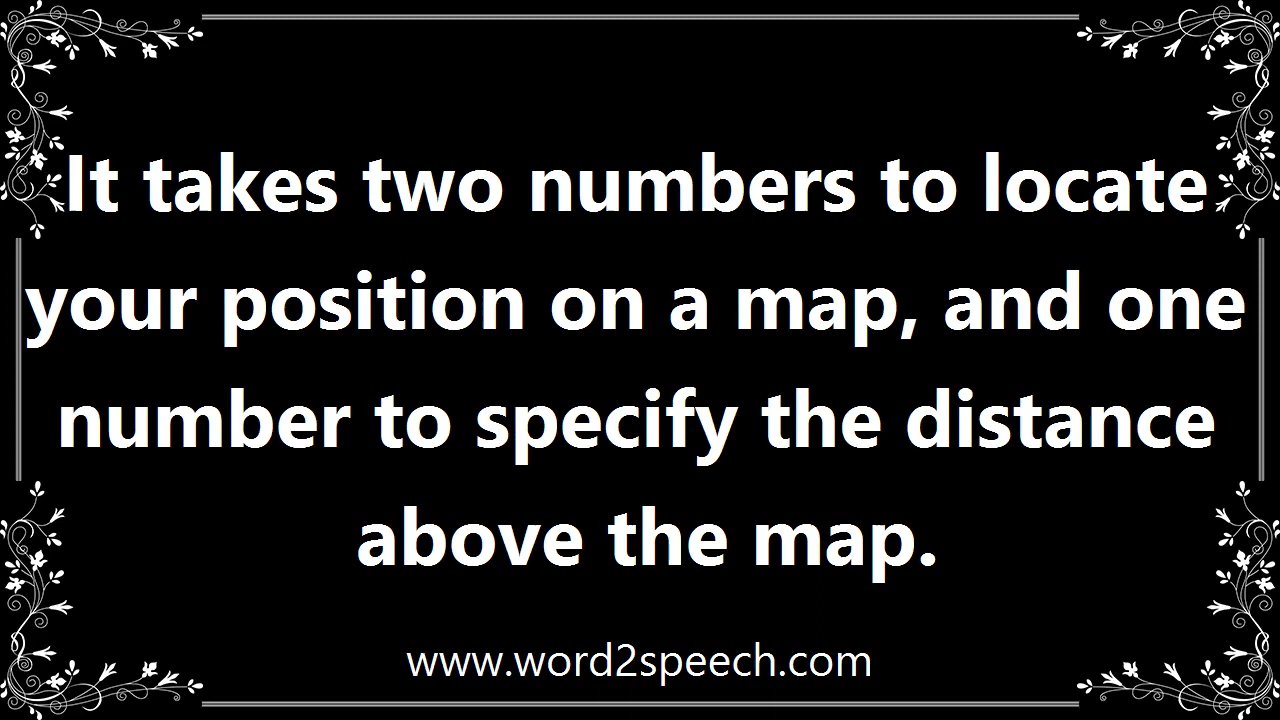 It takes two numbers to locate
your position on a map, and one
number to specify the distance
above the map.
www.word2speech.com